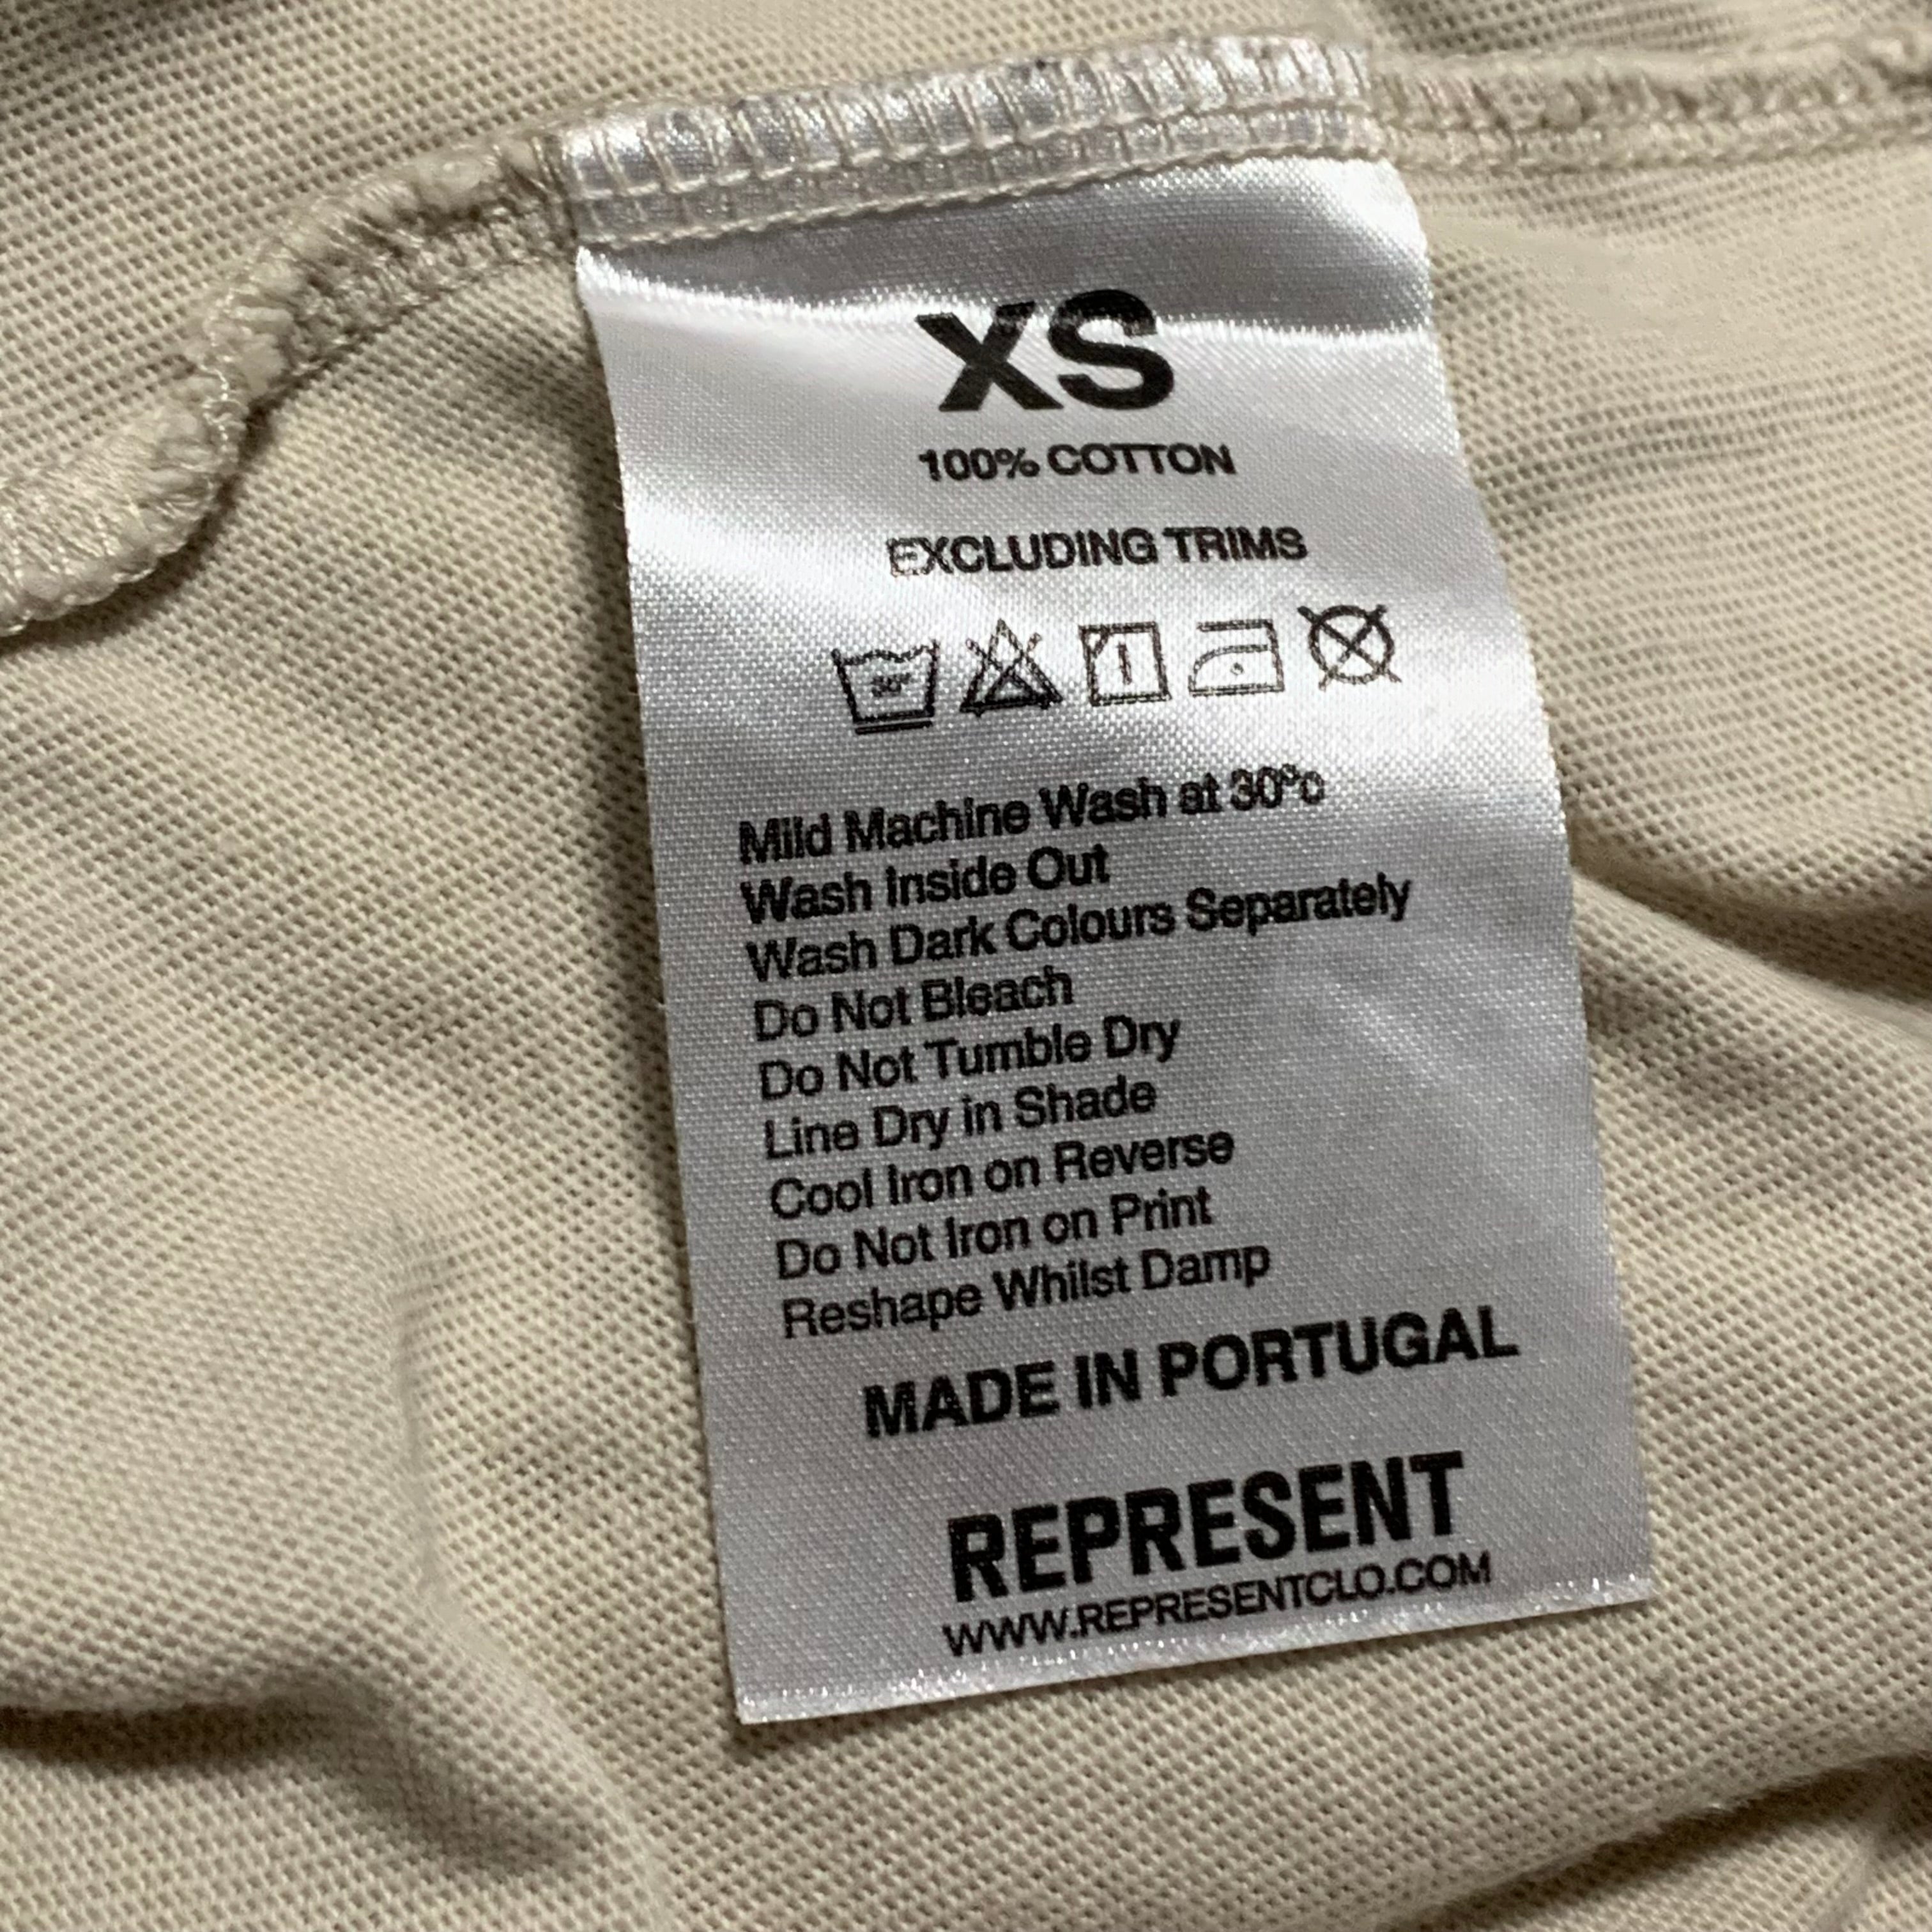 XS
100% COTTON
EXCLUDING TRIMS
30°
Mild Machine Wash at 30°c
Wash Inside Out
Wash Dark Colours Separately
Do Not Bleach
Do Not Tumble Dry
Line Dry in Shade
Cool Iron on Reverse
Do Not Iron on Print
Reshape Whilst Damp
MADE IN PORTUGAL
REPRESENT
WWW.REPRESENTCLO.COM